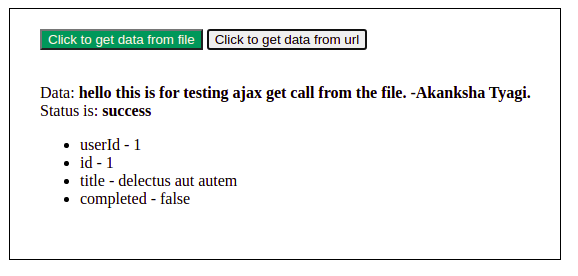 Click to get data from file Click to get data from url
Data: hello this is for testing ajax get call from the file. -Akanksha Tyagi.
Status is: success
• userId - 1
• id - 1
• title - delectus aut autem
• completed - false